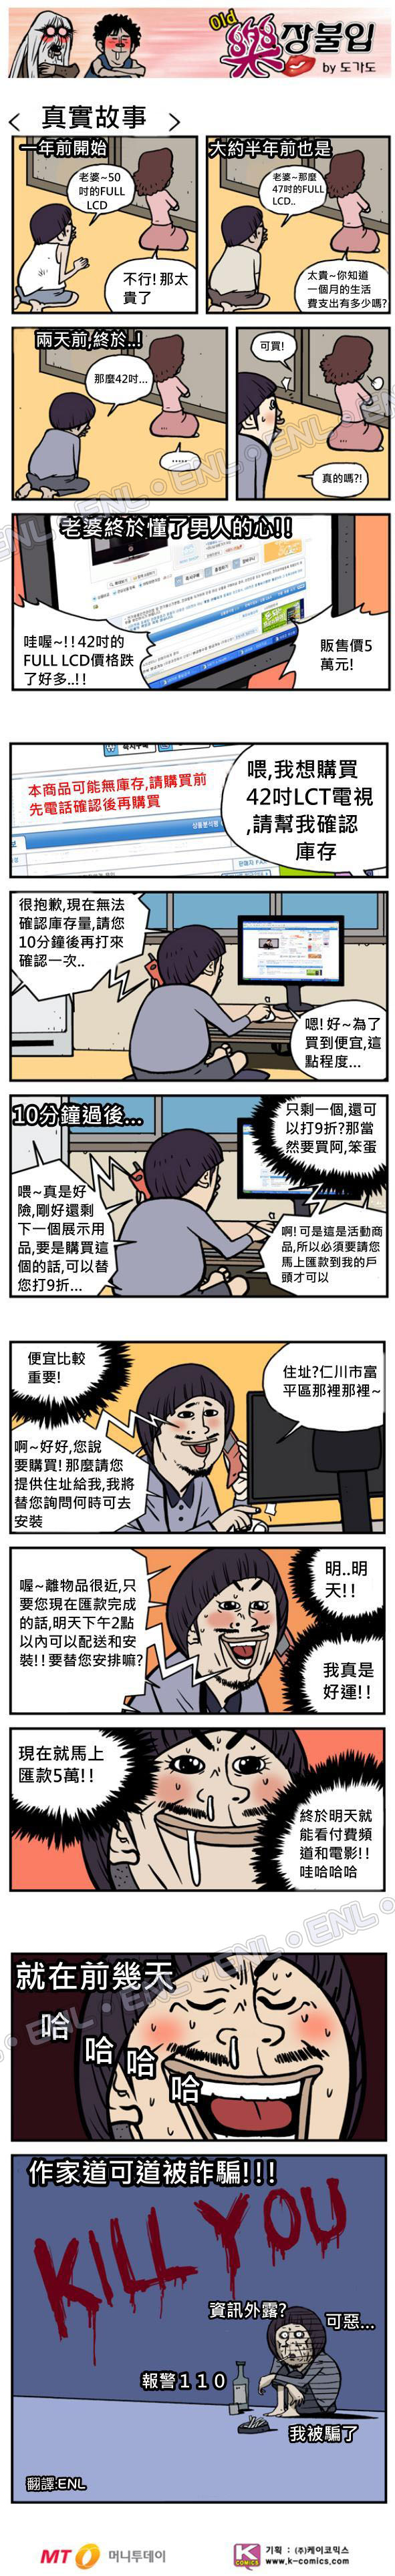 Old
樂 장불입
by 도가도
< 真實故事 >
一年前開始
老婆~50
吋的FULL
LCD
不行! 那太
貴了
大約半年前也是
老婆~那麼
47吋的FULL
LCD..
太貴~你知道
一個月的生活
費支出有多少嗎?
兩天前,終於..!
那麼42吋...
.....
可買!
真的嗎?!
老婆終於懂了男人的心!!
哇喔~!!42吋的
FULL LCD價格跌
了好多..!!
販售價5
萬元!
本商品可能無庫存,請購買前
先電話確認後再購買
喂,我想購買
42吋LCT電視
,請幫我確認
庫存
很抱歉,現在無法
確認庫存量,請您
10分鐘後再打來
確認一次..
嗯! 好~為了
買到便宜,這
點程度...
10分鐘過後...
只剩一個,還可
以打9折?那當
然要買阿,笨蛋
喂~真是好
險,剛好還剩
下一個展示用
品,要是購買這
個的話,可以替
您打9折...
啊! 可是這是活動商
品,所以必須要請您
馬上匯款到我的戶
頭才可以
便宜比較
重要!
住址?仁川市富
平區那裡那裡~
啊~好好,您說
要購買! 那麼請您
提供住址給我,我將
替您詢問何時可去
安裝
喔~離物品很近,只
要您現在匯款完成
的話,明天下午2點
以內可以配送和安
裝!!要替您安排嘛?
明..明
天!!
我真是
好運!!
現在就馬上
匯款5萬!!
終於明天就
能看付費頻
道和電影!!
哇哈哈哈
就在前幾天
哈
哈
哈
哈
作家道可道被詐騙!!!
KILL YOU
資訊外露?
可惡...
報警110
我被騙了
翻譯:ENL
MT 머니투데이
K COMICS
기획 : (주)케이코믹스
www.k-comics.com